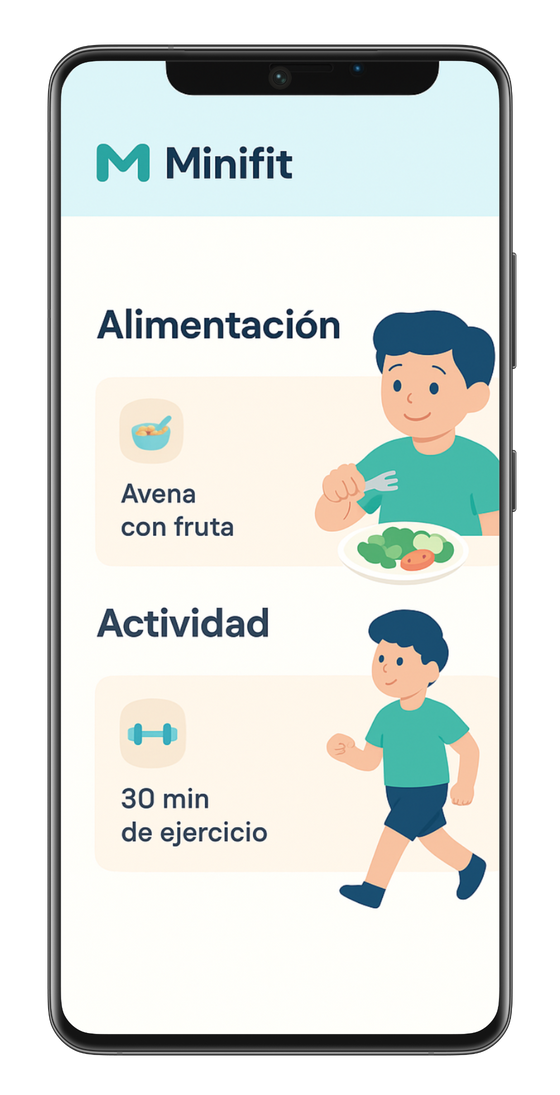 Minifit
Alimentación
Avena
con fruta
Actividad
30 min
de ejercicio